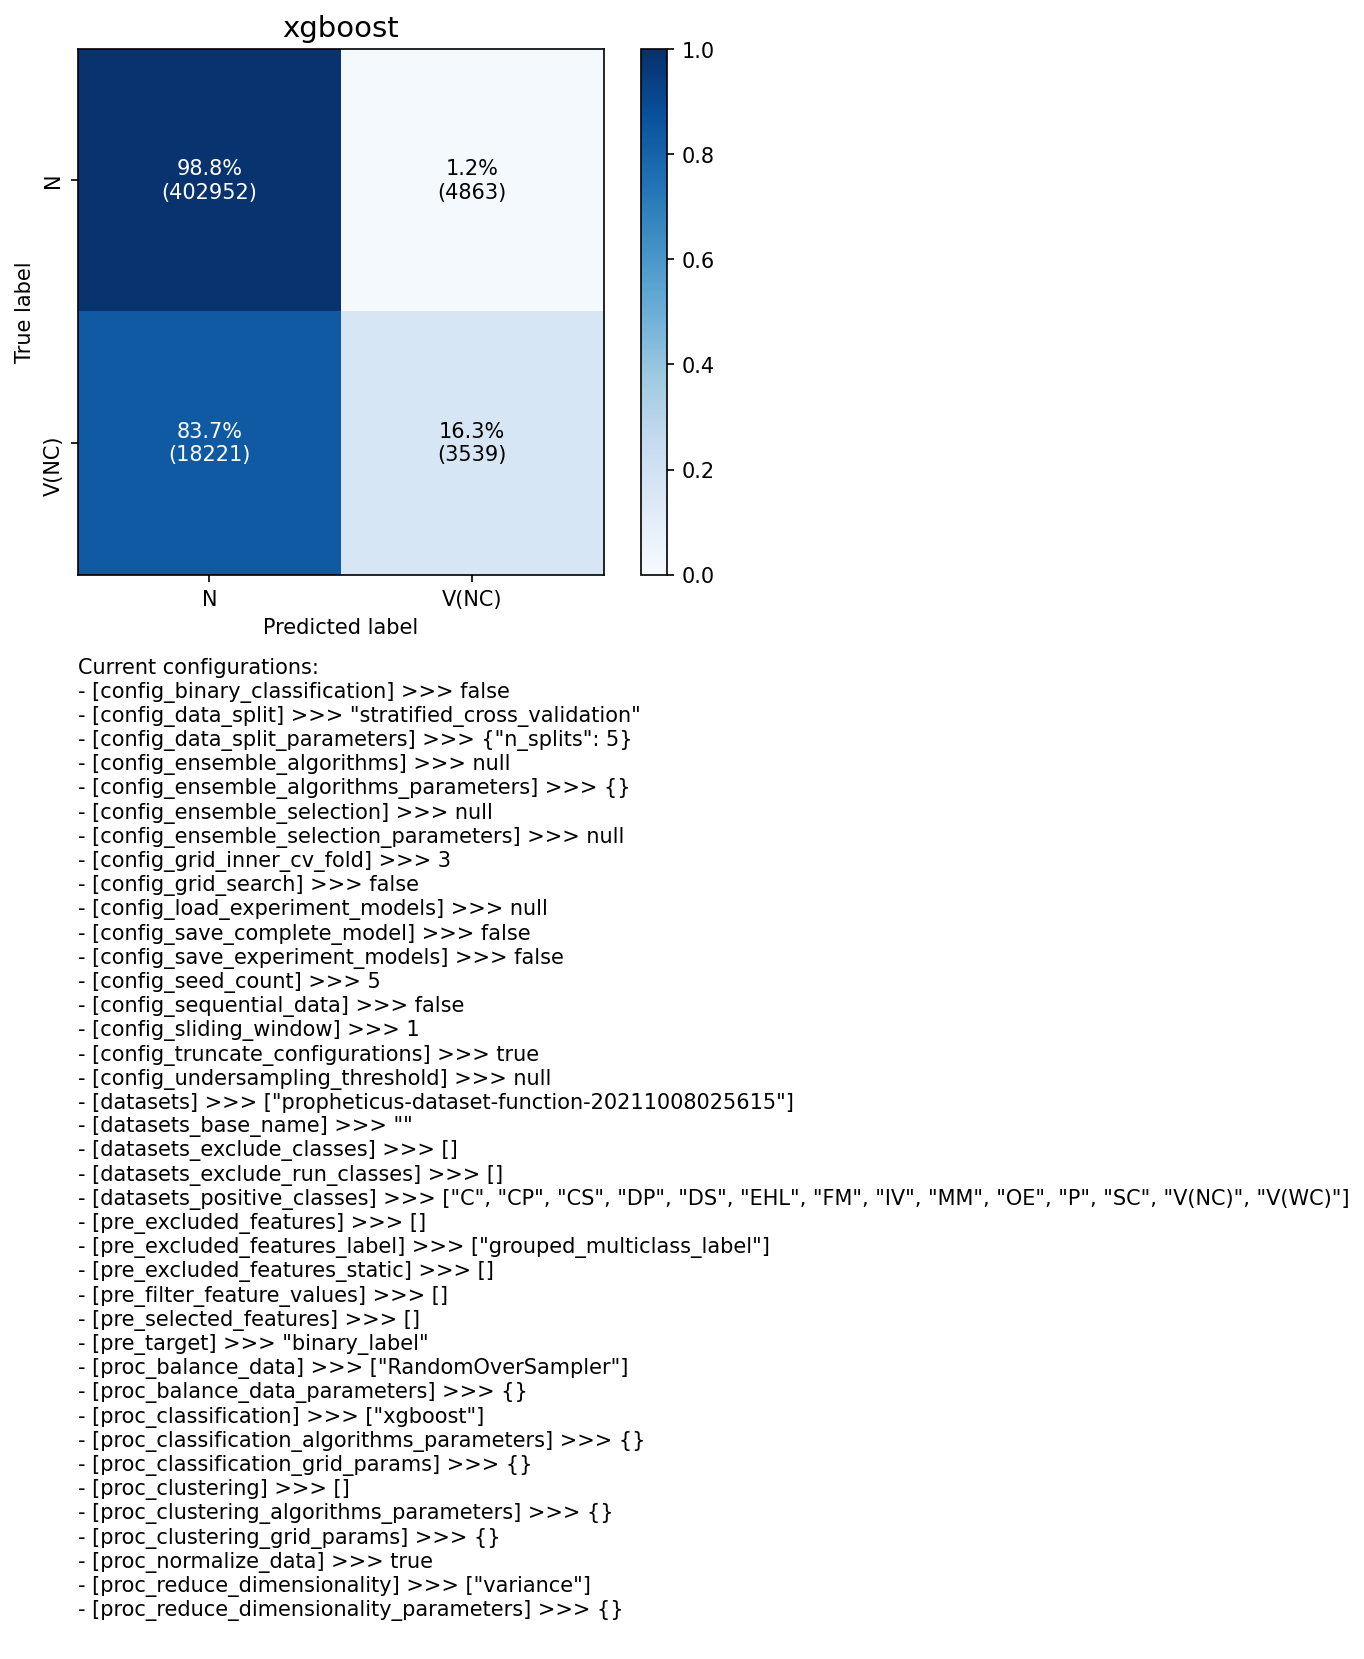 xgboost
98.8%
(402952)
1.2%
(4863)
83.7%
(18221)
16.3%
(3539)
N
V(NC)
True label
N
V(NC)
Predicted label
1.0
0.8
0.6
0.4
0.2
0.0
Current configurations:
- [config_binary_classification] >>> false
- [config_data_split] >>> "stratified_cross_validation"
- [config_data_split_parameters] >>> {"n_splits": 5}
- [config_ensemble_algorithms] >>> null
- [config_ensemble_algorithms_parameters] >>> {}
- [config_ensemble_selection] >>> null
- [config_ensemble_selection_parameters] >>> null
- [config_grid_inner_cv_fold] >>> 3
- [config_grid_search] >>> false
- [config_load_experiment_models] >>> null
- [config_save_complete_model] >>> false
- [config_save_experiment_models] >>> false
- [config_seed_count] >>> 5
- [config_sequential_data] >>> false
- [config_sliding_window] >>> 1
- [config_truncate_configurations] >>> true
- [config_undersampling_threshold] >>> null
- [datasets] >>> ["propheticus-dataset-function-20211008025615"]
- [datasets_base_name] >>> ""
- [datasets_exclude_classes] >>> []
- [datasets_exclude_run_classes] >>> []
- [datasets_positive_classes] >>> ["C", "CP", "CS", "DP", "DS", "EHL", "FM", "IV", "MM", "OE", "P", "SC", "V(NC)", "V(WC)"]
- [pre_excluded_features] >>> []
- [pre_excluded_features_label] >>> ["grouped_multiclass_label"]
- [pre_excluded_features_static] >>> []
- [pre_filter_feature_values] >>> []
- [pre_selected_features] >>> []
- [pre_target] >>> "binary_label"
- [proc_balance_data] >>> ["RandomOverSampler"]
- [proc_balance_data_parameters] >>> {}
- [proc_classification] >>> ["xgboost"]
- [proc_classification_algorithms_parameters] >>> {}
- [proc_classification_grid_params] >>> {}
- [proc_clustering] >>> []
- [proc_clustering_algorithms_parameters] >>> {}
- [proc_clustering_grid_params] >>> {}
- [proc_normalize_data] >>> true
- [proc_reduce_dimensionality] >>> ["variance"]
- [proc_reduce_dimensionality_parameters] >>> {}